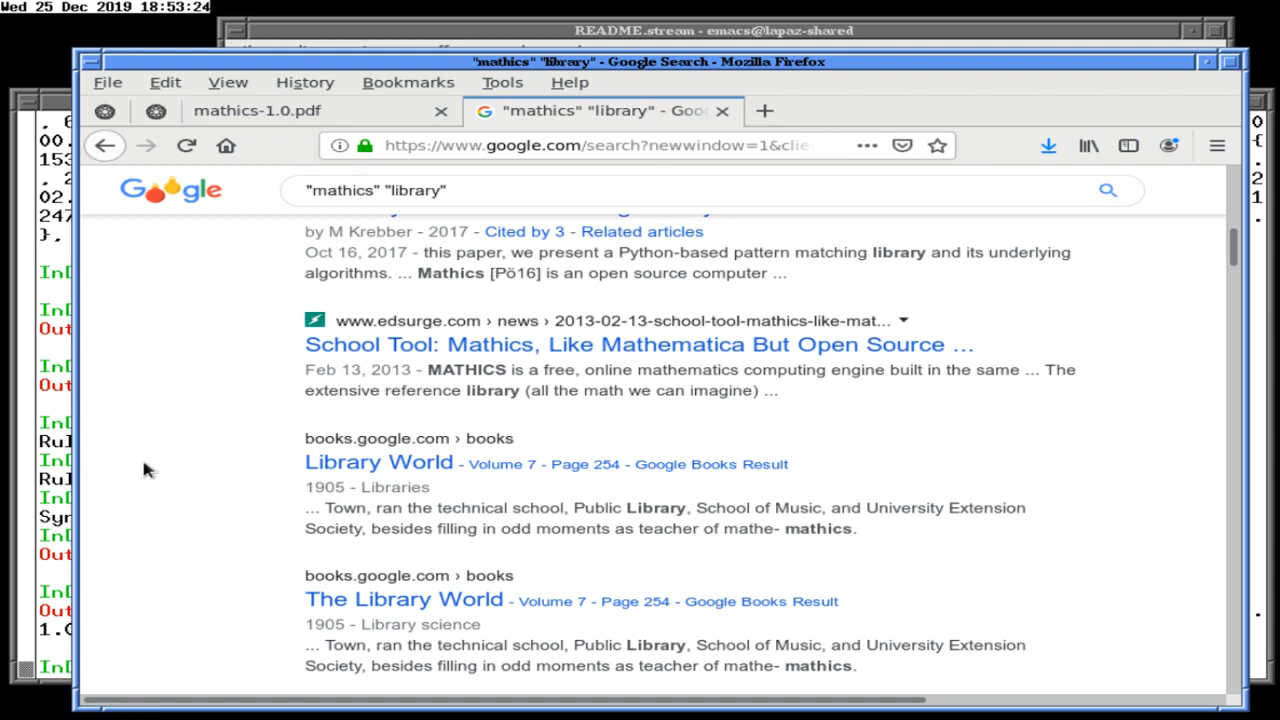 Wed 25 Dec 2019 18:53:24
README.stream - emacs@lapaz-shared
"mathics" "library" - Google Search - Mozilla Firefox
File Edit View History Bookmarks Tools Help
mathics-1.0.pdf
"mathics" "library" - Goo
https://www.google.com/search?newwindow=1&clie
Google
"mathics" "library"
by M Krebber - 2017 - Cited by 3 - Related articles
Oct 16, 2017 - this paper, we present a Python-based pattern matching library and its underlying
algorithms. ... Mathics [Pö16] is an open source computer ...
www.edsurge.com › news › 2013-02-13-school-tool-mathics-like-mat...
School Tool: Mathics, Like Mathematica But Open Source ...
Feb 13, 2013 - MATHICS is a free, online mathematics computing engine built in the same ... The
extensive reference library (all the math we can imagine) ...
books.google.com › books
Library World - Volume 7 - Page 254 - Google Books Result
1905 - Libraries
... Town, ran the technical school, Public Library, School of Music, and University Extension
Society, besides filling in odd moments as teacher of mathe- mathics.
books.google.com › books
The Library World - Volume 7 - Page 254 - Google Books Result
1905 - Library science
... Town, ran the technical school, Public Library, School of Music, and University Extension
Society, besides filling in odd moments as teacher of mathe- mathics.